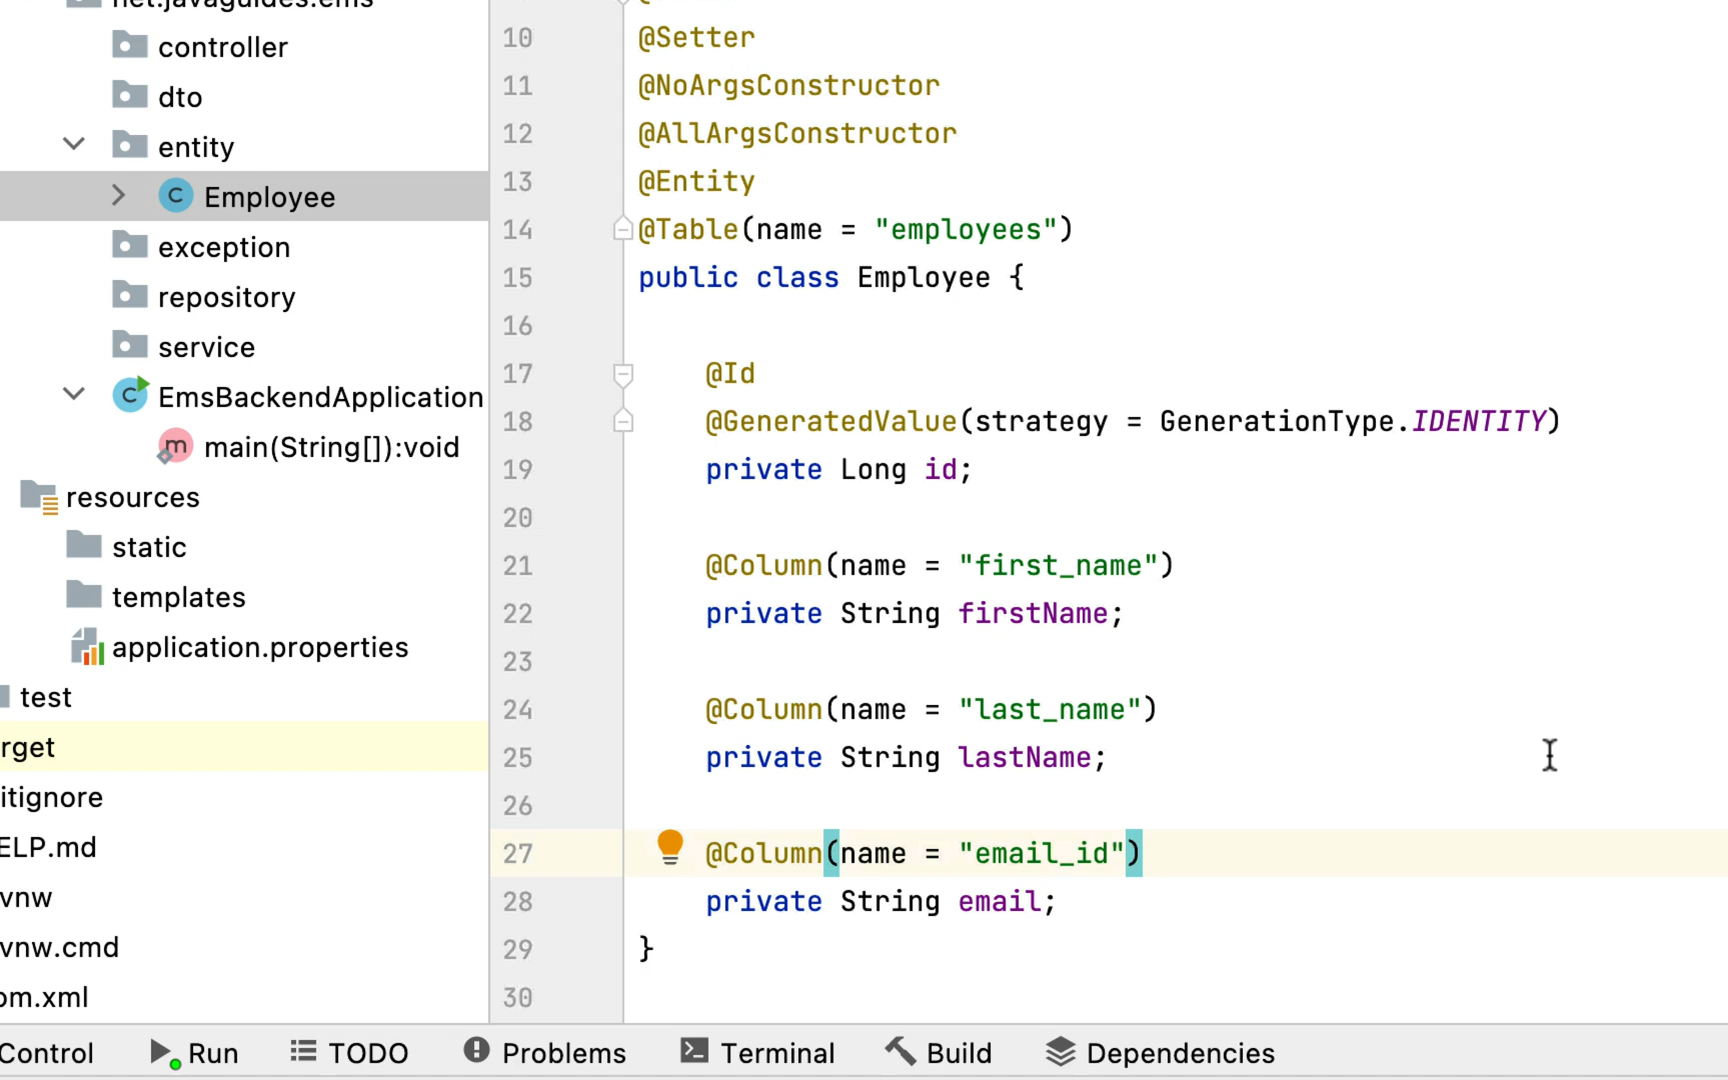 net.javaguides.ems
controller
dto
entity
Employee
exception
repository
service
EmsBackendApplication
main(String[]):void
resources
static
templates
application.properties
test
rget
itignore
ELP.md
vnw
vnw.cmd
om.xml
10 @Setter
11 @NoArgsConstructor
12 @AllArgsConstructor
13 @Entity
14 @Table(name = "employees")
15 public class Employee {
16
17 @Id
18 @GeneratedValue(strategy = GenerationType.IDENTITY)
19 private Long id;
20
21 @Column(name = "first_name")
22 private String firstName;
23
24 @Column(name = "last_name")
25 private String lastName;
26
27 @Column(name = "email_id")
28 private String email;
29 }
30
Control Run TODO Problems Terminal Build Dependencies